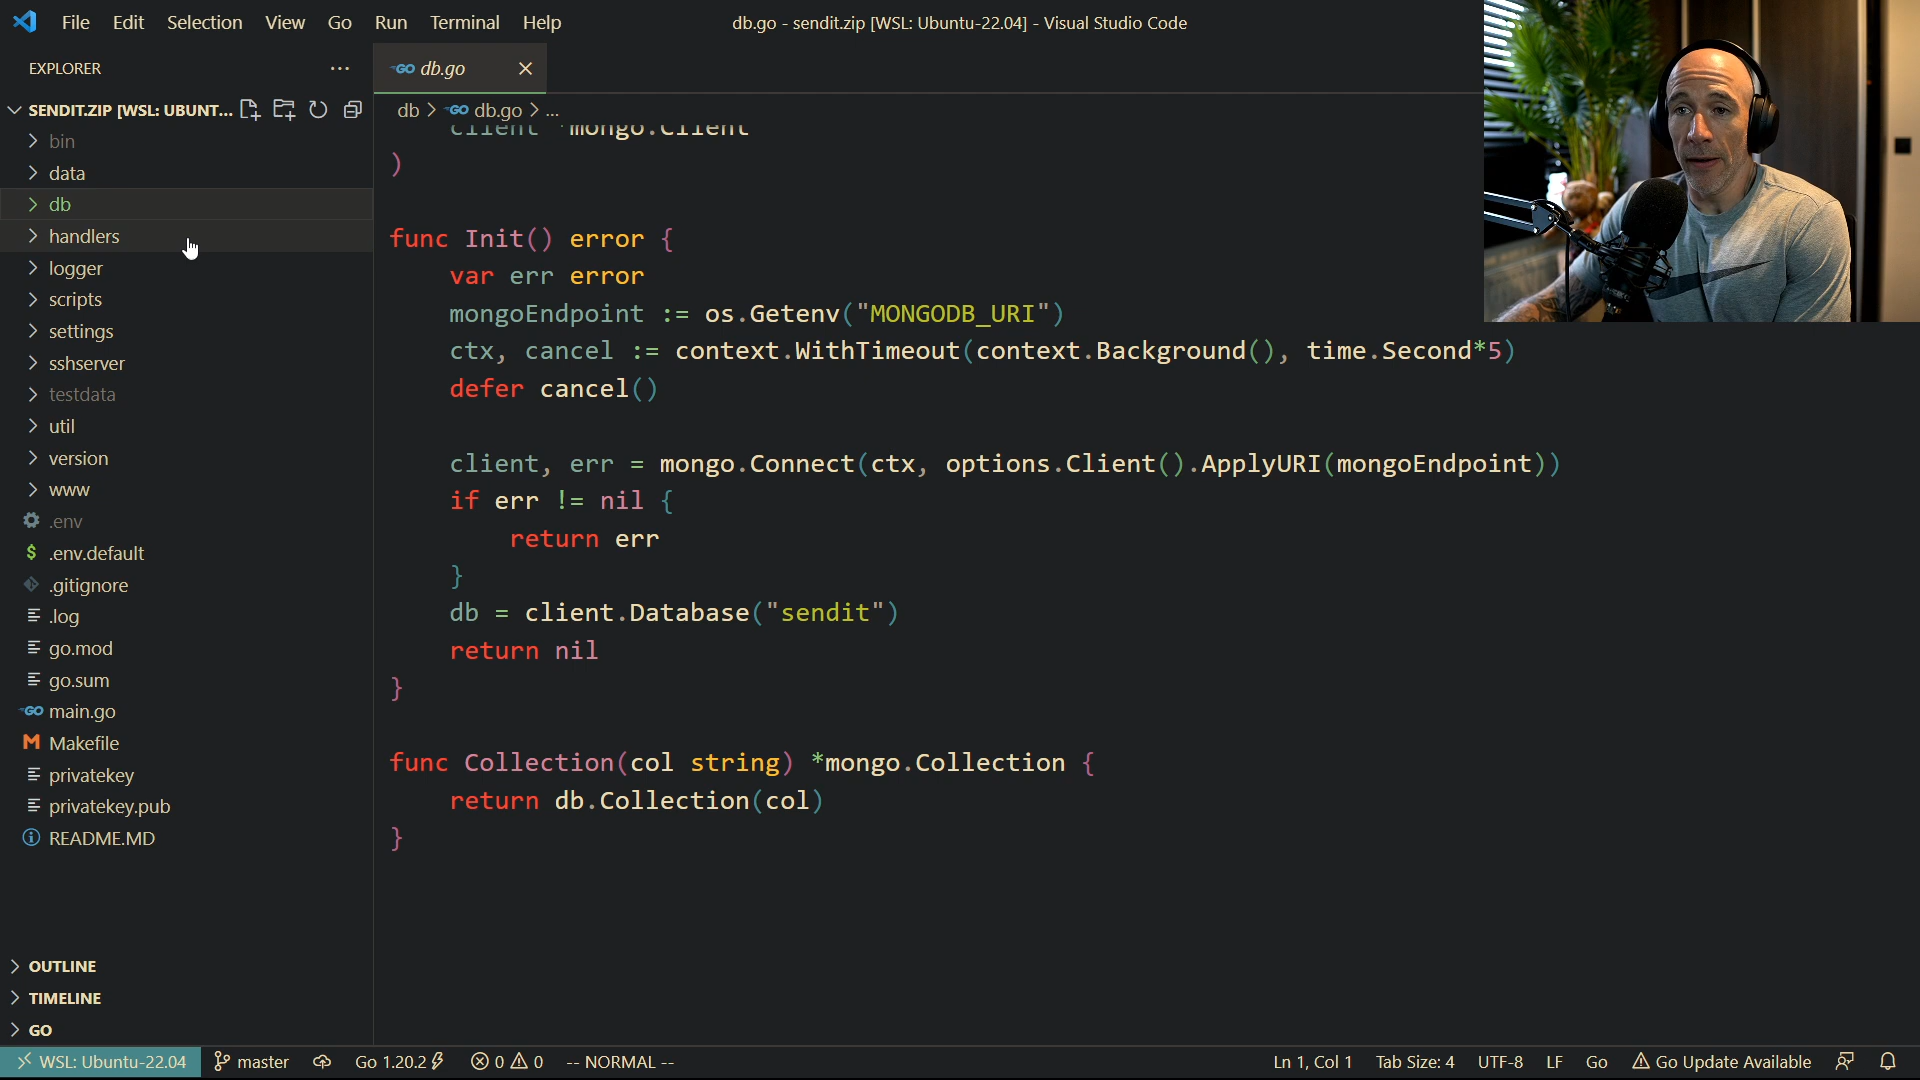 File Edit Selection View Go Run Terminal Help
db.go - sendit.zip [WSL: Ubuntu-22.04] - Visual Studio Code
EXPLORER
db.go
SENDIT.ZIP [WSL: UBUNT...
db > db.go > ...
bin
data
db
handlers
logger
scripts
settings
sshserver
testdata
util
version
www
.env
.env.default
.gitignore
.log
go.mod
go.sum
main.go
Makefile
privatekey
privatekey.pub
README.MD
OUTLINE
TIMELINE
GO
client *mongo.Client
)
func Init() error {
var err error
mongoEndpoint := os.Getenv("MONGODB_URI")
ctx, cancel := context.WithTimeout(context.Background(), time.Second*5)
defer cancel()
client, err = mongo.Connect(ctx, options.Client().ApplyURI(mongoEndpoint))
if err != nil {
return err
}
db = client.Database("sendit")
return nil
}
func Collection(col string) *mongo.Collection {
return db.Collection(col)
}
WSL: Ubuntu-22.04 master Go 1.20.2 0 0 -- NORMAL -- Ln 1, Col 1 Tab Size: 4 UTF-8 LF Go Go Update Available